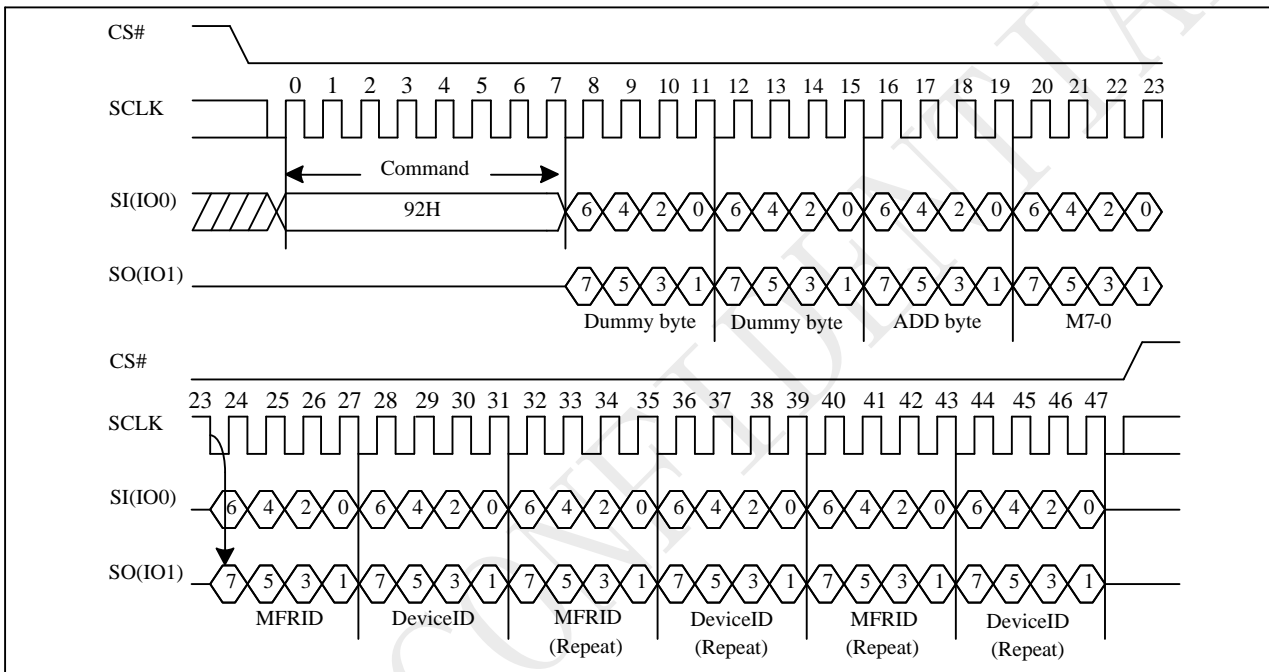 CS#
0 1 2 3 4 5 6 7 8 9 10 11 12 13 14 15 16 17 18 19 20 21 22 23
SCLK
Command
SI(IO0)
92H
6 4 2 0 6 4 2 0 6 4 2 0 6 4 2 0
SO(IO1)
7 5 3 1 7 5 3 1 7 5 3 1 7 5 3 1
Dummy byte Dummy byte ADD byte M7-0
CS#
23 24 25 26 27 28 29 30 31 32 33 34 35 36 37 38 39 40 41 42 43 44 45 46 47
SCLK
SI(IO0)
6 4 2 0 6 4 2 0 6 4 2 0 6 4 2 0 6 4 2 0 6 4 2 0
SO(IO1)
7 5 3 1 7 5 3 1 7 5 3 1 7 5 3 1 7 5 3 1 7 5 3 1
MFRID DeviceID MFRID DeviceID MFRID DeviceID
(Repeat) (Repeat) (Repeat) (Repeat)
CONFIDENTIAL